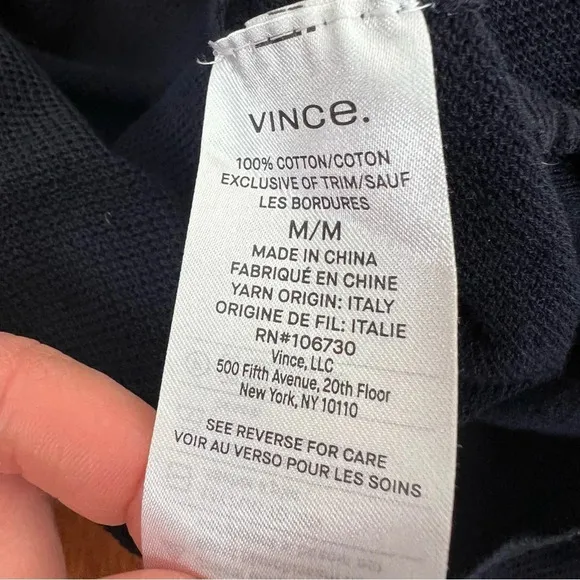 VINCe.
100% COTTON/COTON
EXCLUSIVE OF TRIM/SAUF
LES BORDURES
M/M
MADE IN CHINA
FABRIQUÉ EN CHINE
YARN ORIGIN: ITALY
ORIGINE DE FIL: ITALIE
RN#106730
Vince, LLC
500 Fifth Avenue, 20th Floor
New York, NY 10110
SEE REVERSE FOR CARE
VOIR AU VERSO POUR LES SOINS